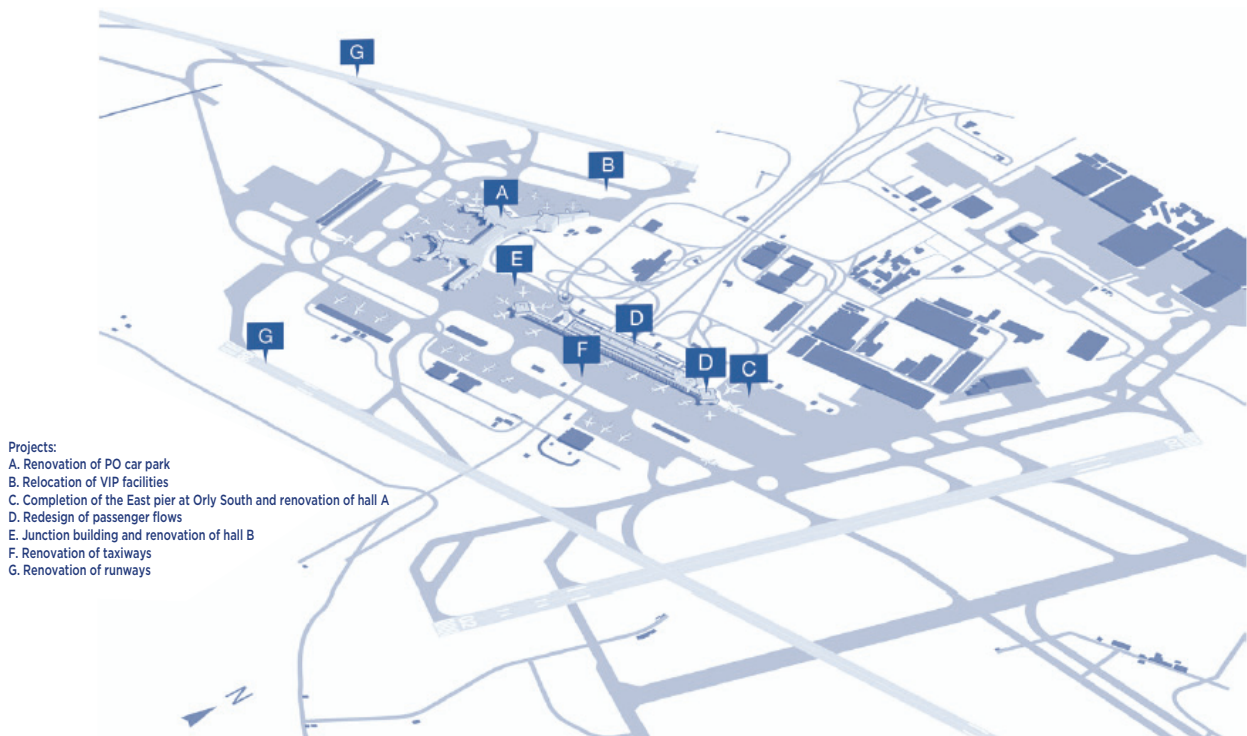 G
B
A
E
D
G
F
D
C
Projects:
A. Renovation of PO car park
B. Relocation of VIP facilities
C. Completion of the East pier at Orly South and renovation of hall A
D. Redesign of passenger flows
E. Junction building and renovation of hall B
F. Renovation of taxiways
G. Renovation of runways
02
N